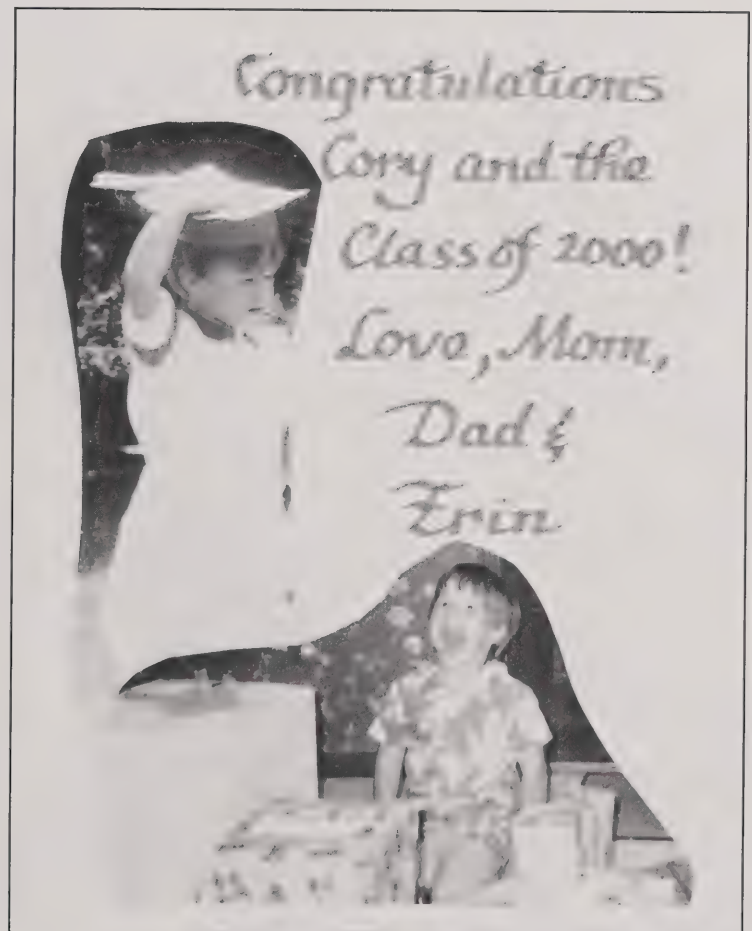 Congratulations
Cory and the
Class of 2000!
Love, Mom,
Dad &
Erin